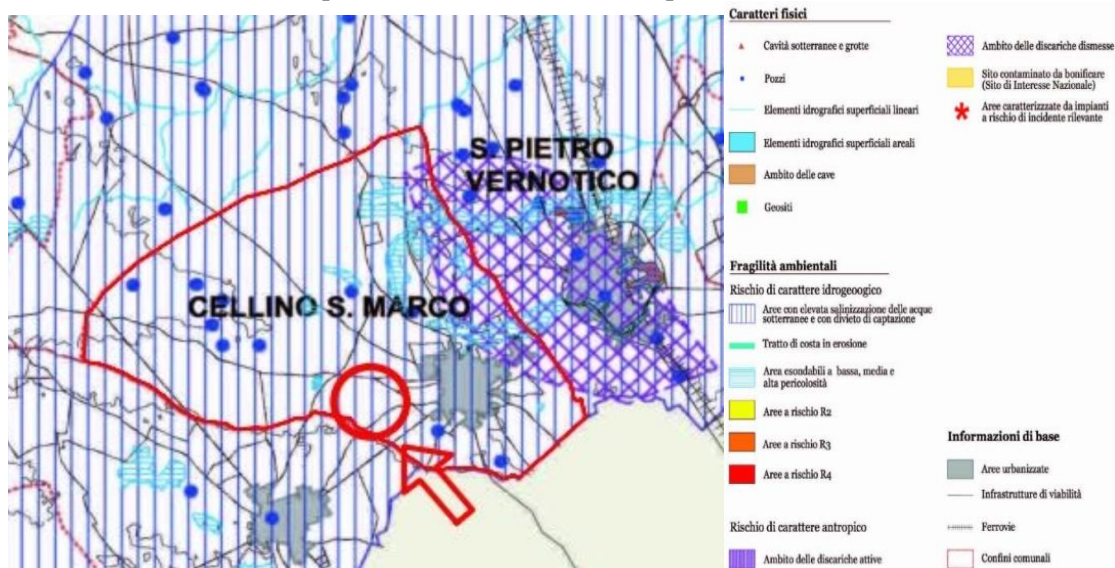 S. PIETRO
VERNOTICO
CELLINO S. MARCO
Caratteri fisici
Cavità sotterranee e grotte
Pozzi
Elementi idrografici superficiali lineari
Elementi idrografici superficiali areali
Ambito delle cave
Geositi
Fragilità ambientali
Rischio di carattere idrogeoogico
Aree con elevata salinizzazione delle acque
sotterranee e con divieto di captazione
Tratto di costa in erosione
Area esondabili a bassa, media e
alta pericolosità
Aree a rischio R2
Aree a rischio R3
Aree a rischio R4
Rischio di carattere antropico
Ambito delle discariche attive
Ambito delle discariche dismesse
Sito contaminato da bonificare
(Sito di Interesse Nazionale)
Aree caratterizzate da impianti
a rischio di incidente rilevante
Informazioni di base
Aree urbanizzate
Infrastrutture di viabilità
Ferrovie
Confini comunali